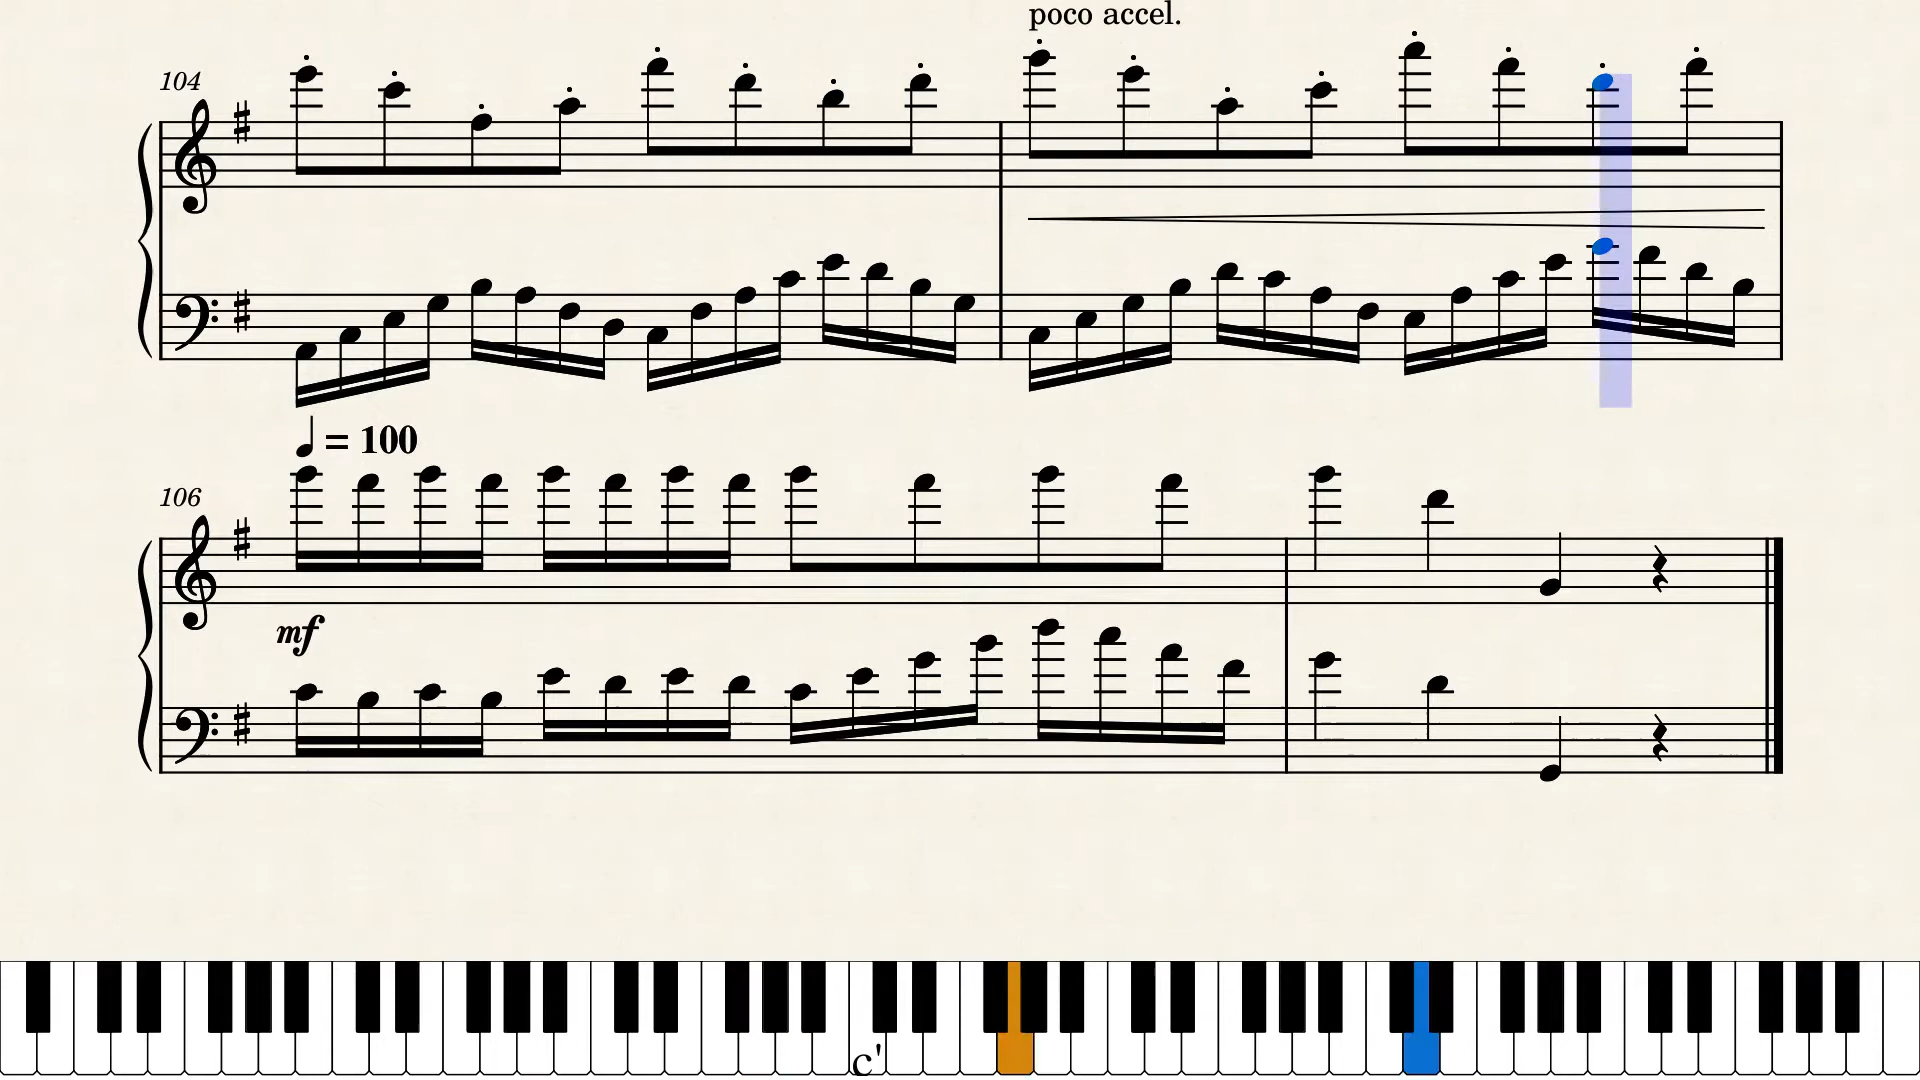 poco accel.
104
♩ = 100
106
mf
c'